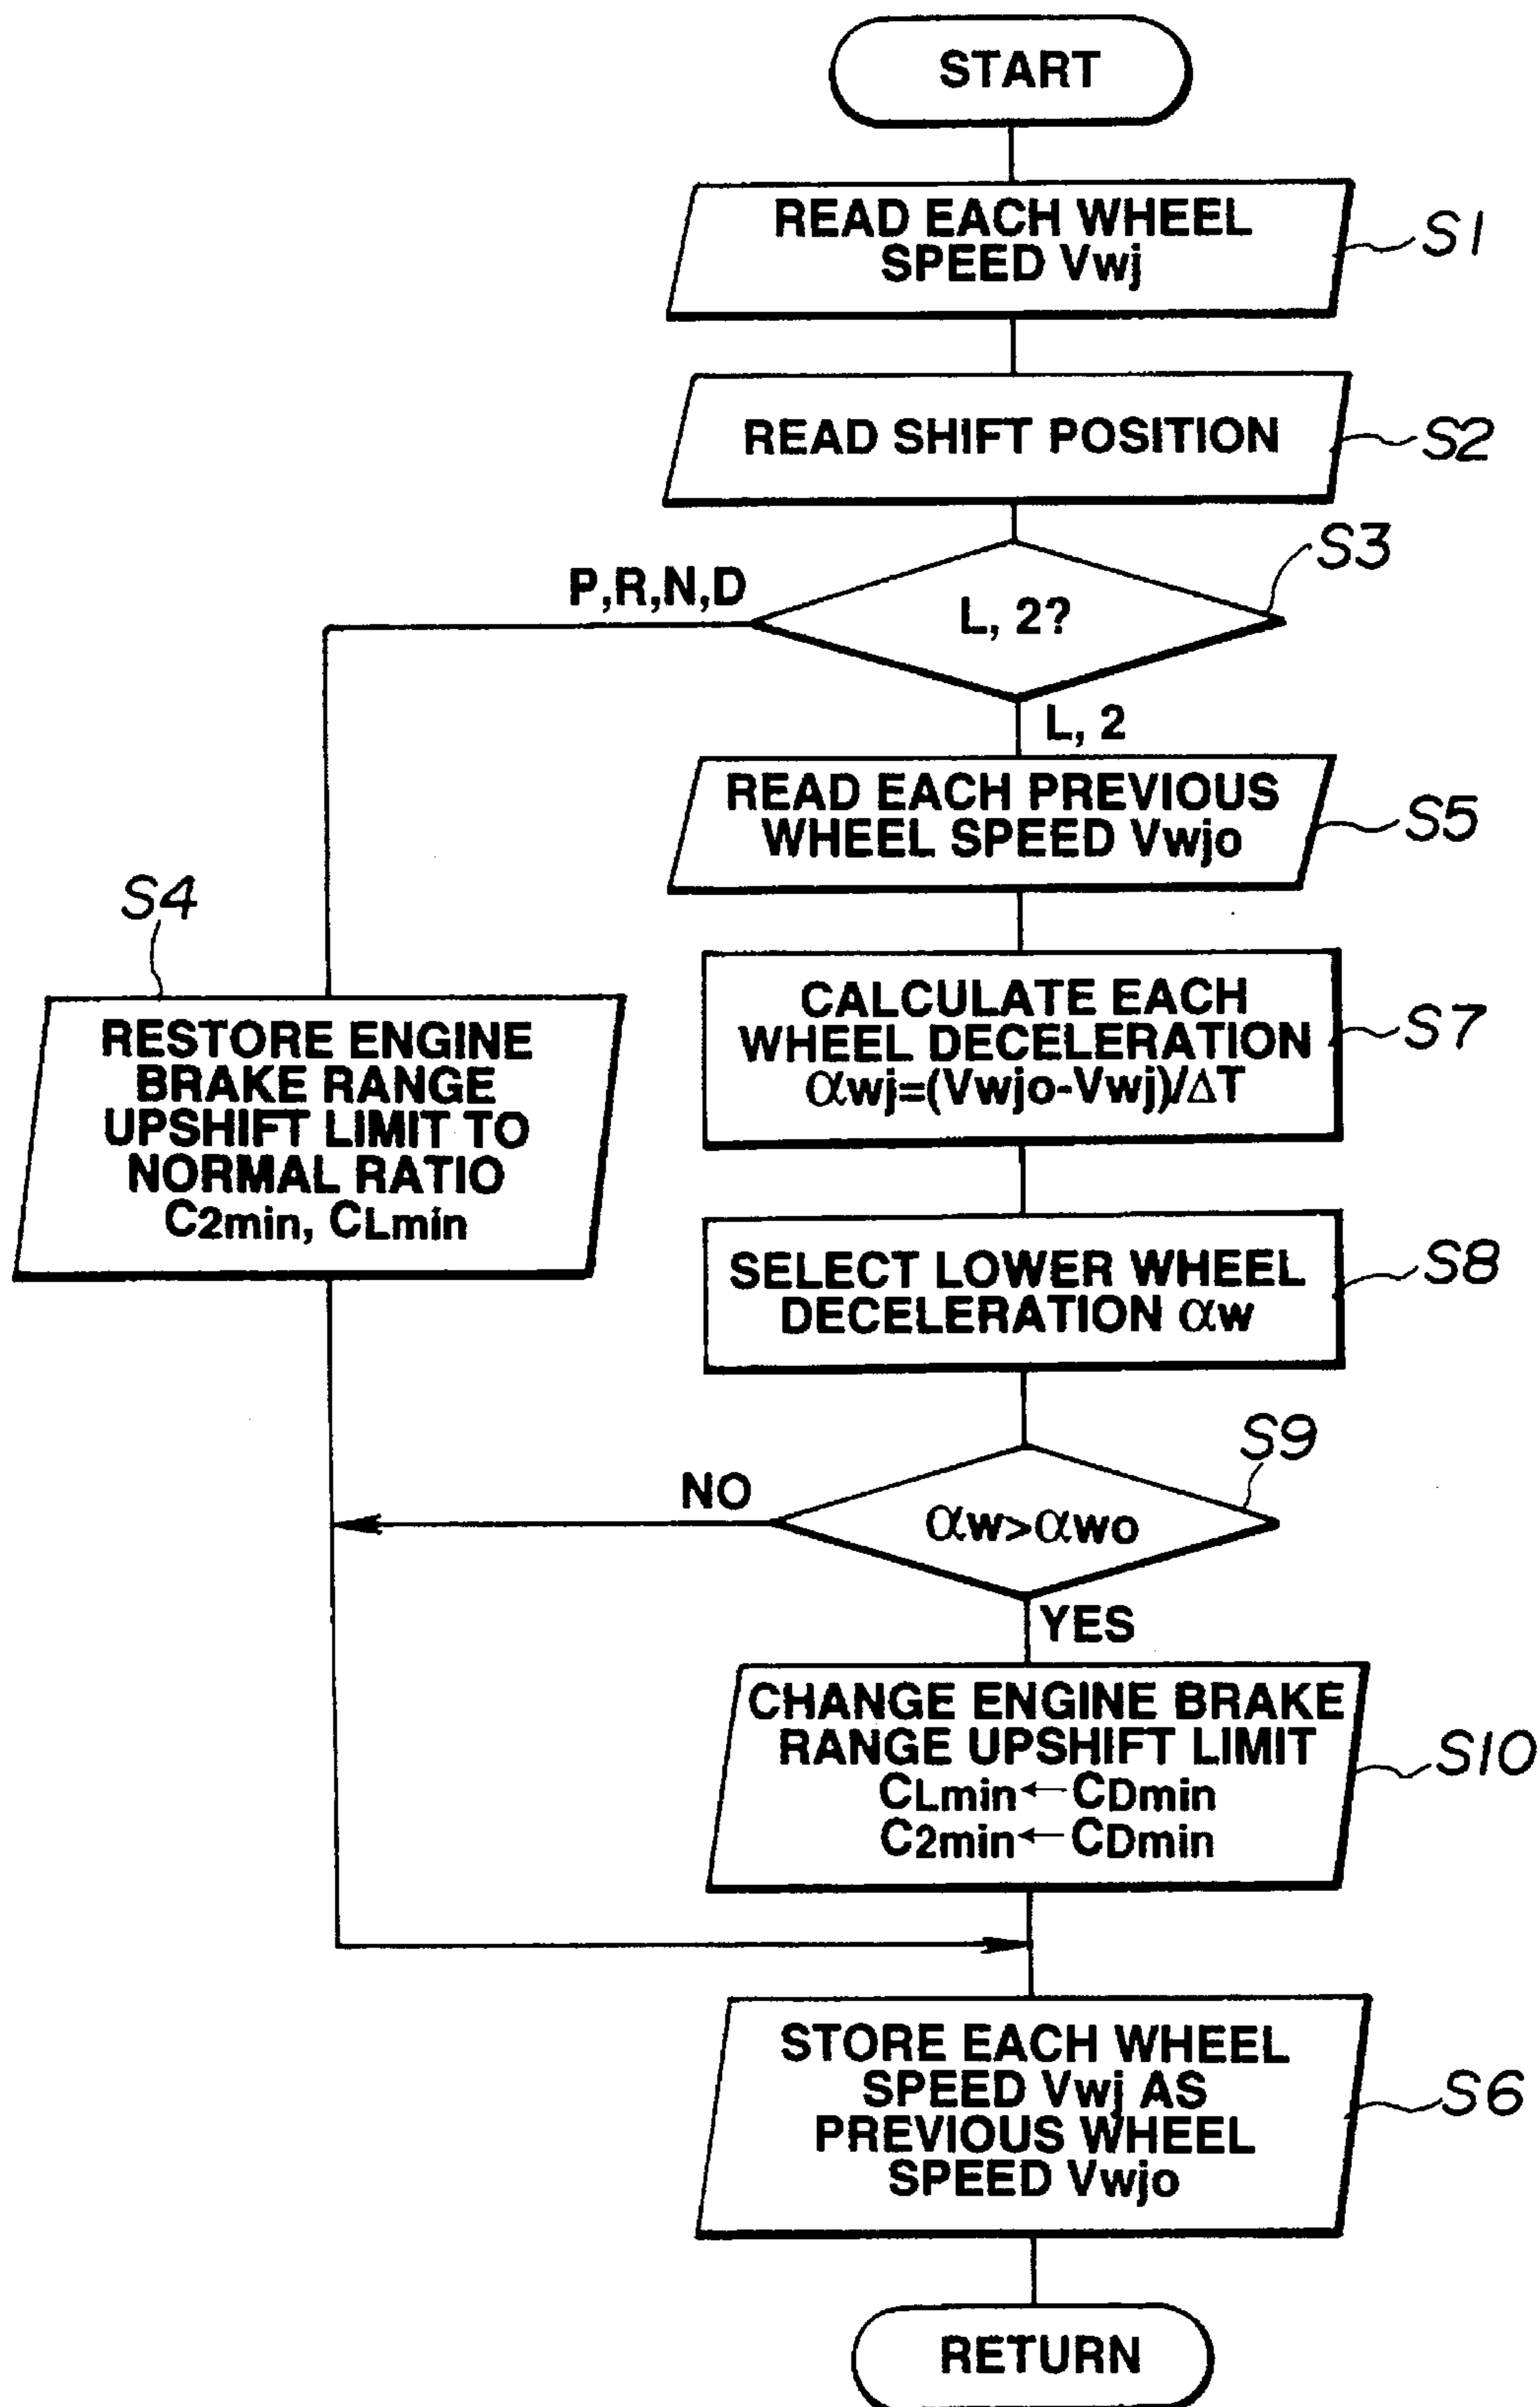 START
READ EACH WHEEL
SPEED Vwj
S1
READ SHIFT POSITION
S2
S3
P,R,N,D
L, 2?
L, 2
READ EACH PREVIOUS
WHEEL SPEED Vwjo
S5
S4
RESTORE ENGINE
BRAKE RANGE
UPSHIFT LIMIT TO
NORMAL RATIO
C2min, CLmin
CALCULATE EACH
WHEEL DECELERATION
αwj=(Vwjo-Vwj)/ΔT
S7
SELECT LOWER WHEEL
DECELERATION αw
S8
S9
NO
αw>αwo
YES
CHANGE ENGINE BRAKE
RANGE UPSHIFT LIMIT
CLmin←CDmin
C2min←CDmin
S10
STORE EACH WHEEL
SPEED Vwj AS
PREVIOUS WHEEL
SPEED Vwjo
S6
RETURN